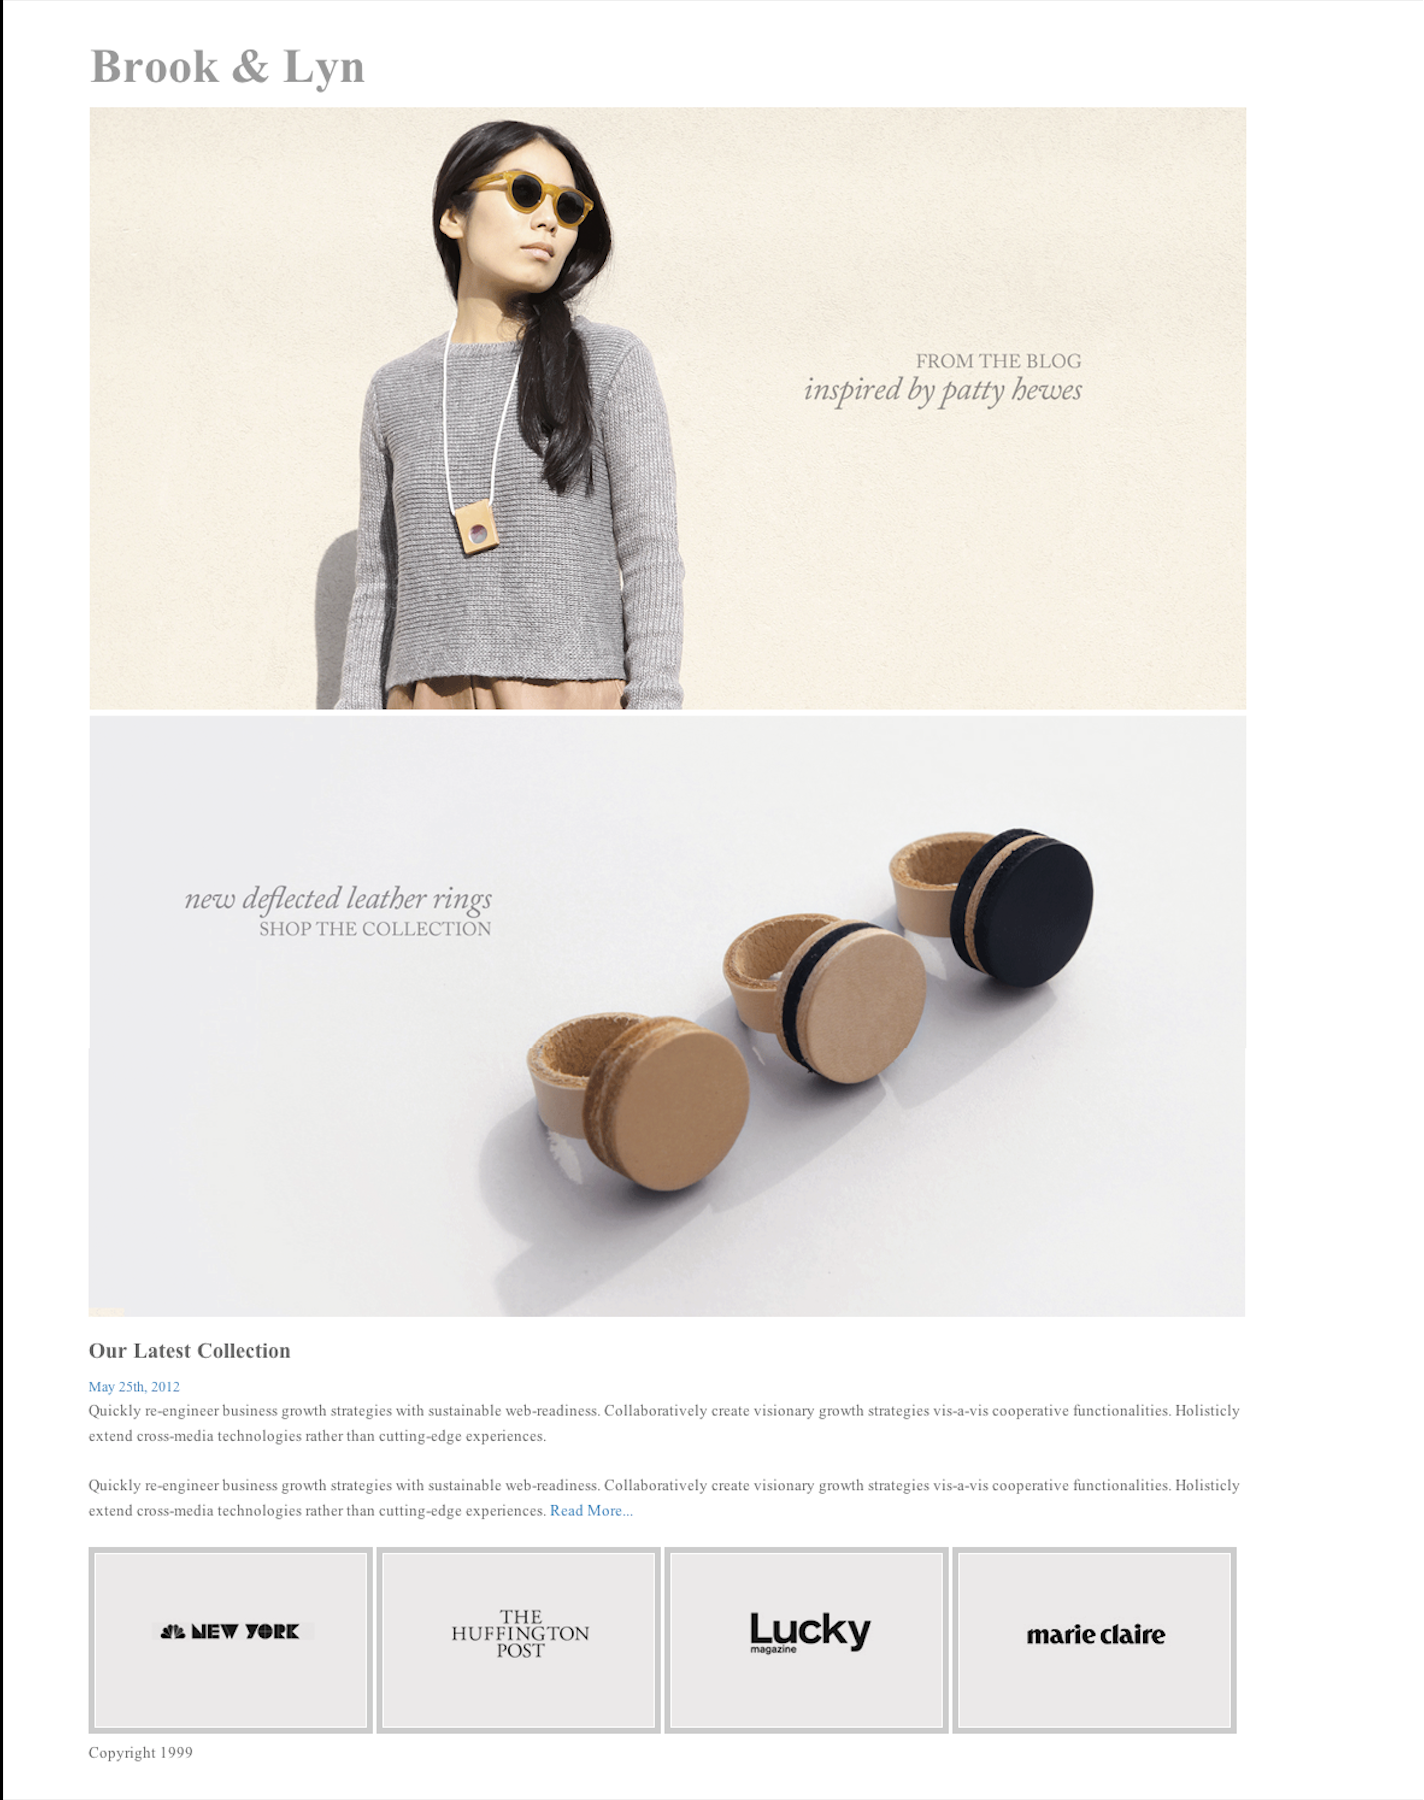 Brook & Lyn
FROM THE BLOG
inspired by patty hewes
new deflected leather rings
SHOP THE COLLECTION
Our Latest Collection
May 25th, 2012
Quickly re-engineer business growth strategies with sustainable web-readiness. Collaboratively create visionary growth strategies vis-a-vis cooperative functionalities. Holisticly
extend cross-media technologies rather than cutting-edge experiences.
Quickly re-engineer business growth strategies with sustainable web-readiness. Collaboratively create visionary growth strategies vis-a-vis cooperative functionalities. Holisticly
extend cross-media technologies rather than cutting-edge experiences. Read More...
NEW YORK
THE
HUFFINGTON
POST
Lucky
magazine
marie claire
Copyright 1999